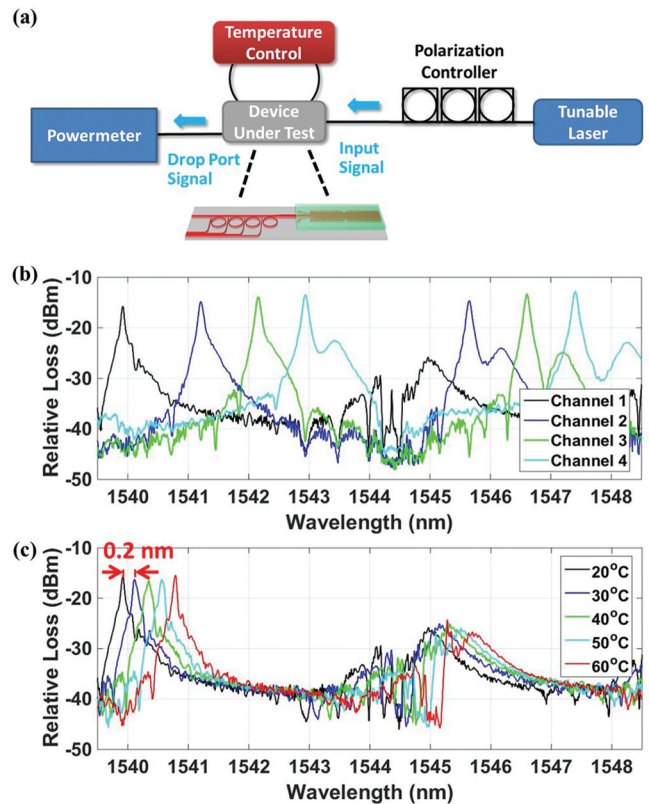 (a)
Temperature
Control
Polarization
Controller
Powermeter
Device
Under Test
Tunable
Laser
Drop Port
Signal
Input
Signal
(b)
Relative Loss (dBm)
-10
-20
-30
-40
-50
Channel 1
Channel 2
Channel 3
Channel 4
1540 1541 1542 1543 1544 1545 1546 1547 1548
Wavelength (nm)
(c)
Relative Loss (dBm)
-10
-20
-30
-40
-50
0.2 nm
20°C
30°C
40°C
50°C
60°C
1540 1541 1542 1543 1544 1545 1546 1547 1548
Wavelength (nm)